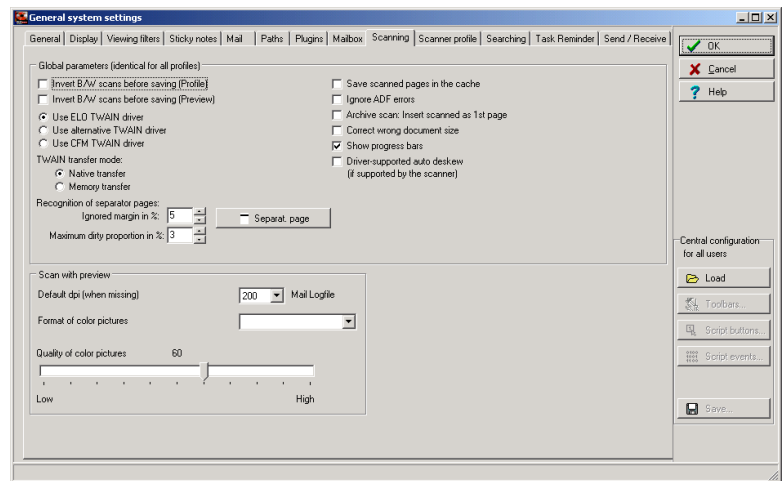 General system settings
General Display Viewing filters Sticky notes Mail Paths Plugins Mailbox Scanning Scanner profile Searching Task Reminder Send / Receive
Global parameters (identical for all profiles)
Invert B/W scans before saving (Profile)
Invert B/W scans before saving (Preview)
Use ELO TWAIN driver
Use alternative TWAIN driver
Use CFM TWAIN driver
TWAIN transfer mode:
Native transfer
Memory transfer
Recognition of separator pages:
Ignored margin in %: 5
Maximum dirty proportion in %: 3
Separat. page
Save scanned pages in the cache
Ignore ADF errors
Archive scan: Insert scanned as 1st page
Correct wrong document size
Show progress bars
Driver-supported auto deskew
(if supported by the scanner)
Scan with preview
Default dpi (when missing) 200 Mail Logfile
Format of color pictures
Quality of color pictures 60
Low High
OK
Cancel
Help
Central configuration
for all users
Load
Toolbars...
Script buttons...
Script events...
Save...